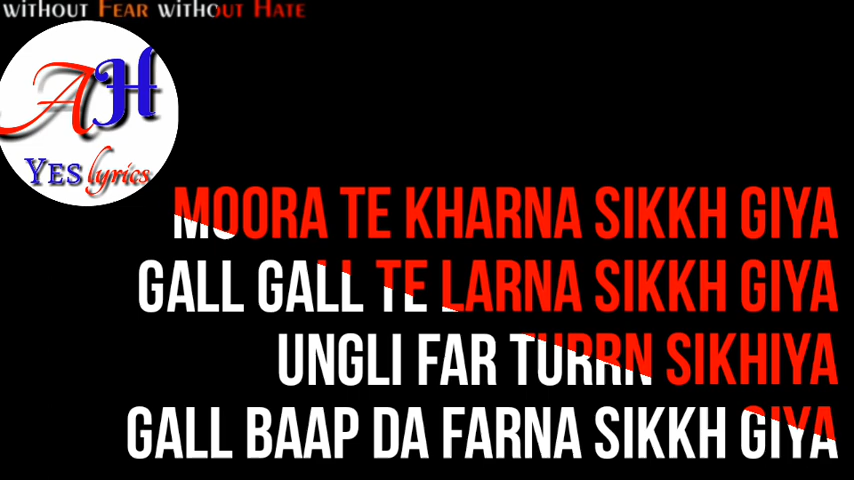 without Fear without Hate
AH
Yes lyrics
MOORA TE KHARNA SIKKH GIYA
GALL GALL TE LARNA SIKKH GIYA
UNGLI FAR TURRN SIKHIYA
GALL BAAP DA FARNA SIKKH GIYA